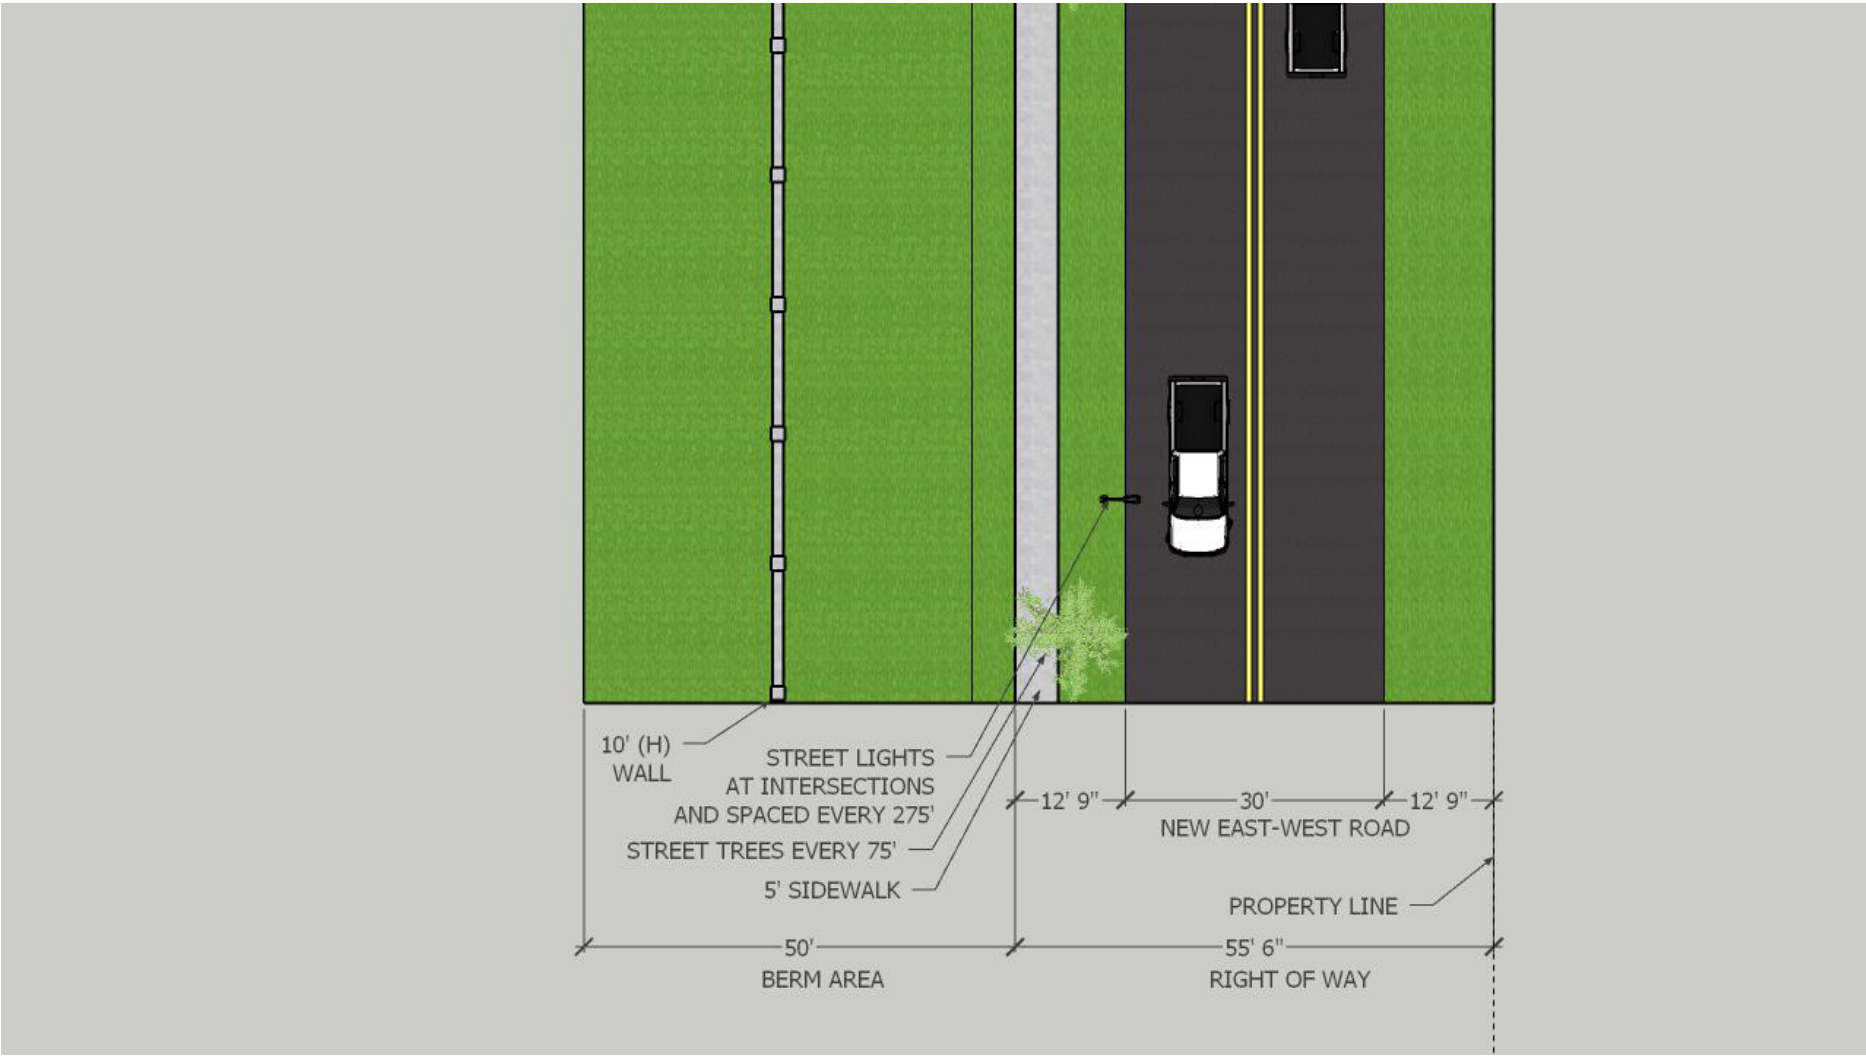 10' (H)
WALL
STREET LIGHTS
AT INTERSECTIONS
AND SPACED EVERY 275'
STREET TREES EVERY 75'
5' SIDEWALK
12' 9"
30'
12' 9"
NEW EAST-WEST ROAD
PROPERTY LINE
50'
BERM AREA
55' 6"
RIGHT OF WAY